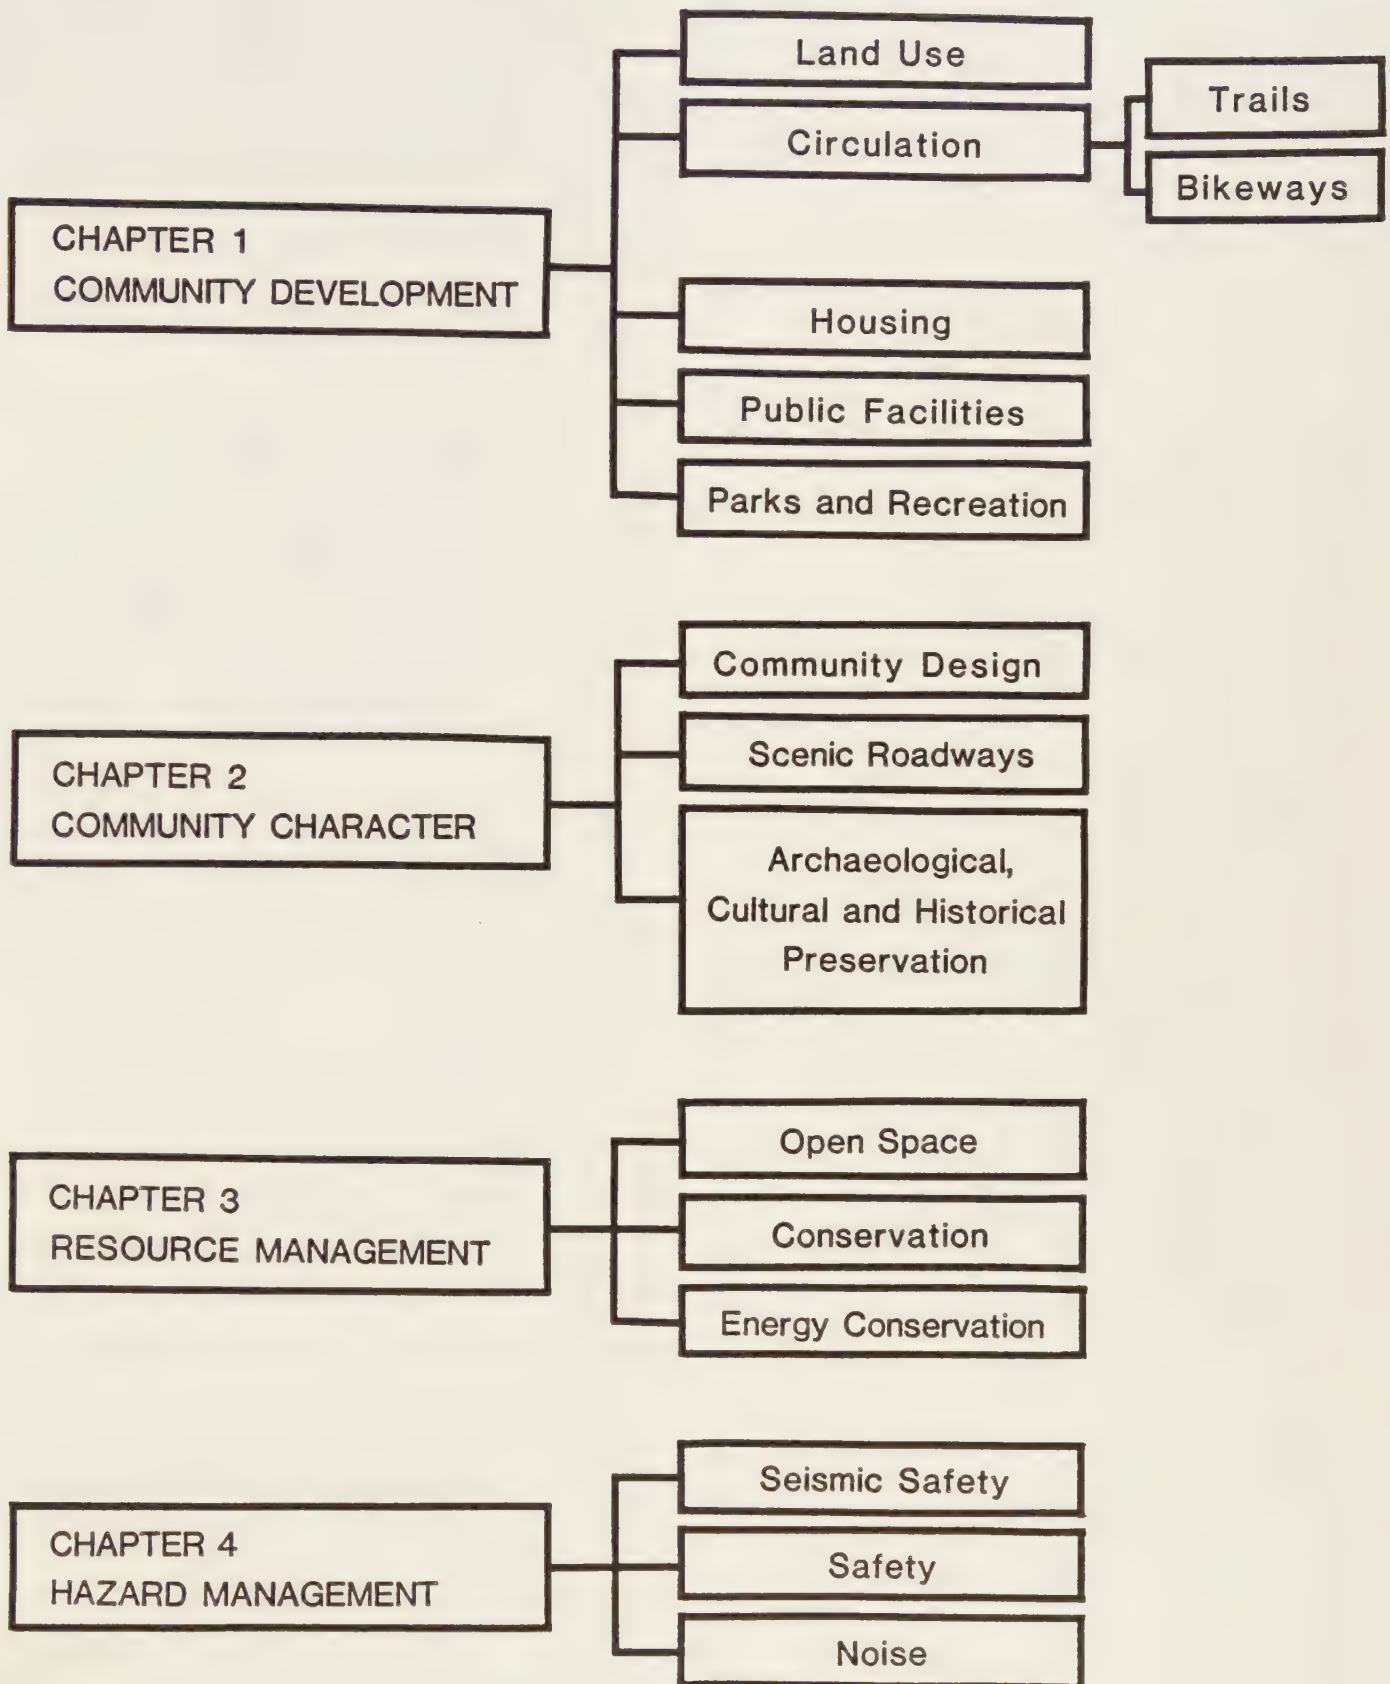 CHAPTER 1
COMMUNITY DEVELOPMENT
Land Use
Circulation
Trails
Bikeways
Housing
Public Facilities
Parks and Recreation
CHAPTER 2
COMMUNITY CHARACTER
Community Design
Scenic Roadways
Archaeological,
Cultural and Historical
Preservation
CHAPTER 3
RESOURCE MANAGEMENT
Open Space
Conservation
Energy Conservation
CHAPTER 4
HAZARD MANAGEMENT
Seismic Safety
Safety
Noise